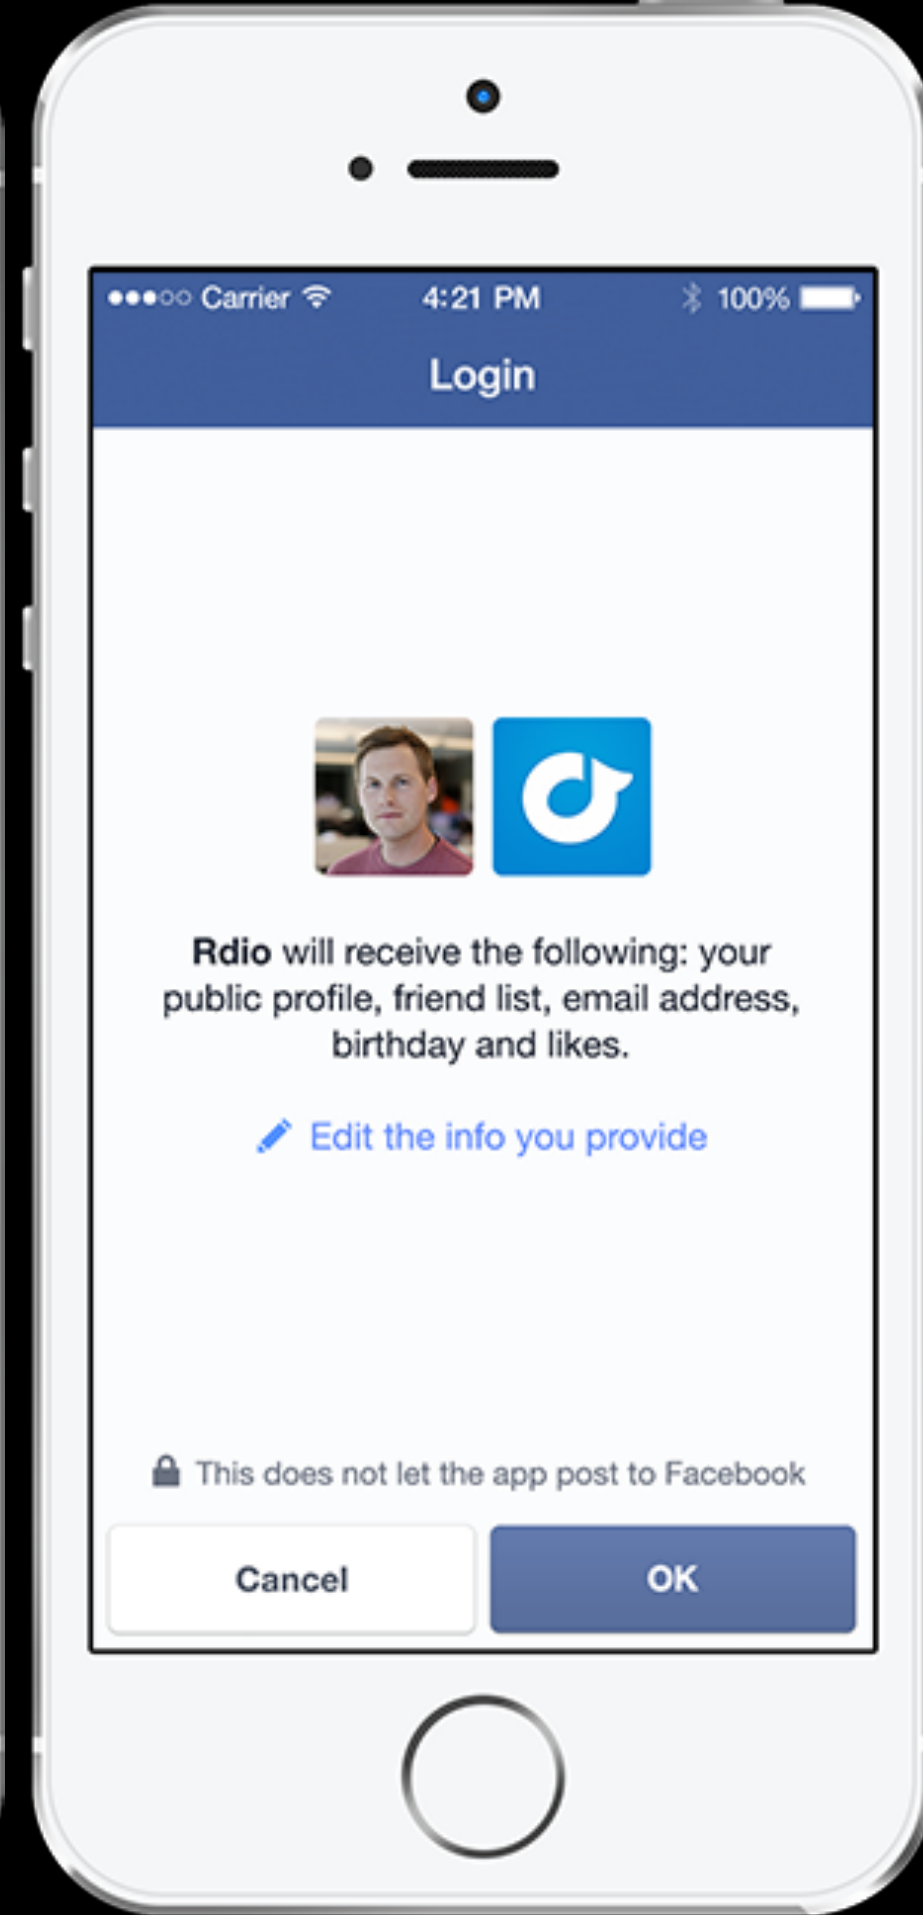 Carrier 4:21 PM 100%
Login
Rdio will receive the following: your
public profile, friend list, email address,
birthday and likes.
Edit the info you provide
This does not let the app post to Facebook
Cancel OK